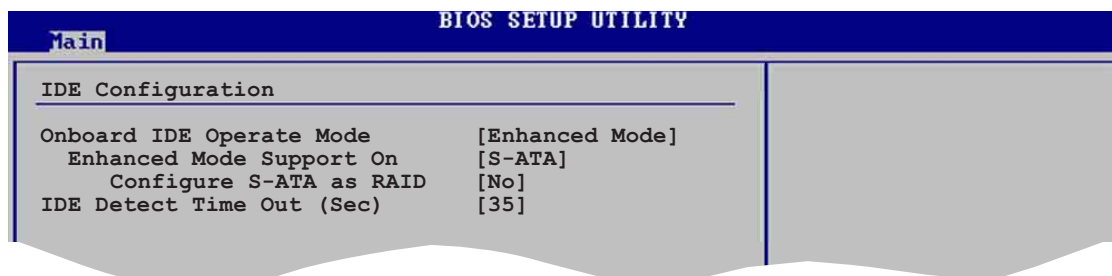 BIOS SETUP UTILITY
Main
IDE Configuration
Onboard IDE Operate Mode [Enhanced Mode]
Enhanced Mode Support On [S-ATA]
Configure S-ATA as RAID [No]
IDE Detect Time Out (Sec) [35]